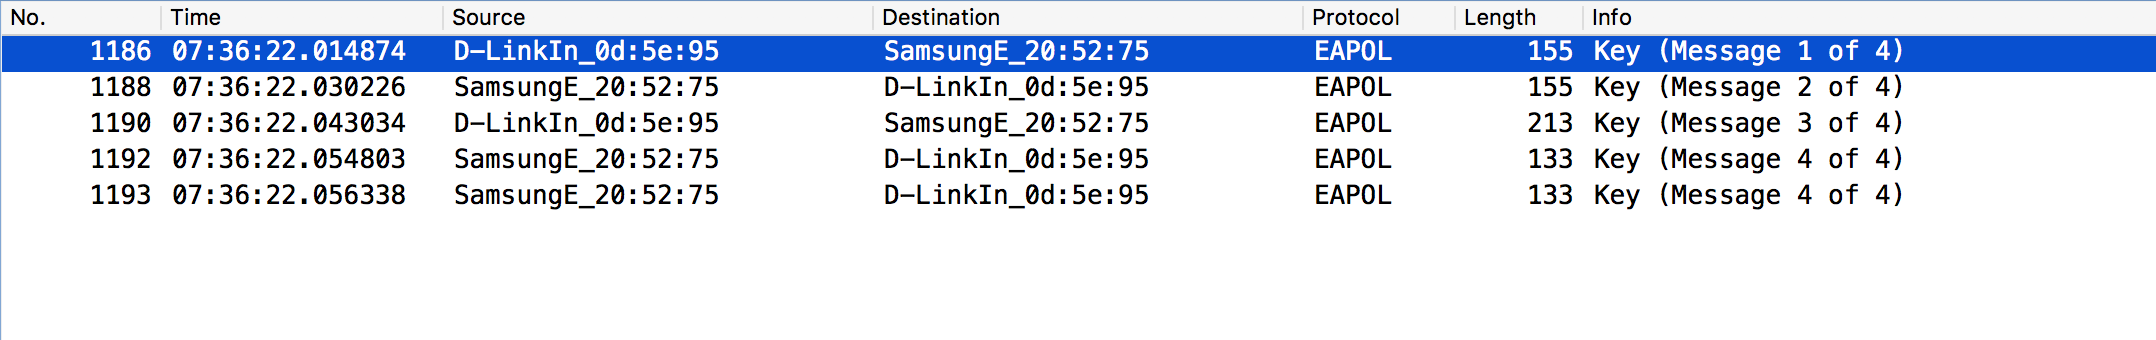 No. Time Source Destination Protocol Length Info
1186 07:36:22.014874 D-LinkIn_0d:5e:95 SamsungE_20:52:75 EAPOL 155 Key (Message 1 of 4)
1188 07:36:22.030226 SamsungE_20:52:75 D-LinkIn_0d:5e:95 EAPOL 155 Key (Message 2 of 4)
1190 07:36:22.043034 D-LinkIn_0d:5e:95 SamsungE_20:52:75 EAPOL 213 Key (Message 3 of 4)
1192 07:36:22.054803 SamsungE_20:52:75 D-LinkIn_0d:5e:95 EAPOL 133 Key (Message 4 of 4)
1193 07:36:22.056338 SamsungE_20:52:75 D-LinkIn_0d:5e:95 EAPOL 133 Key (Message 4 of 4)